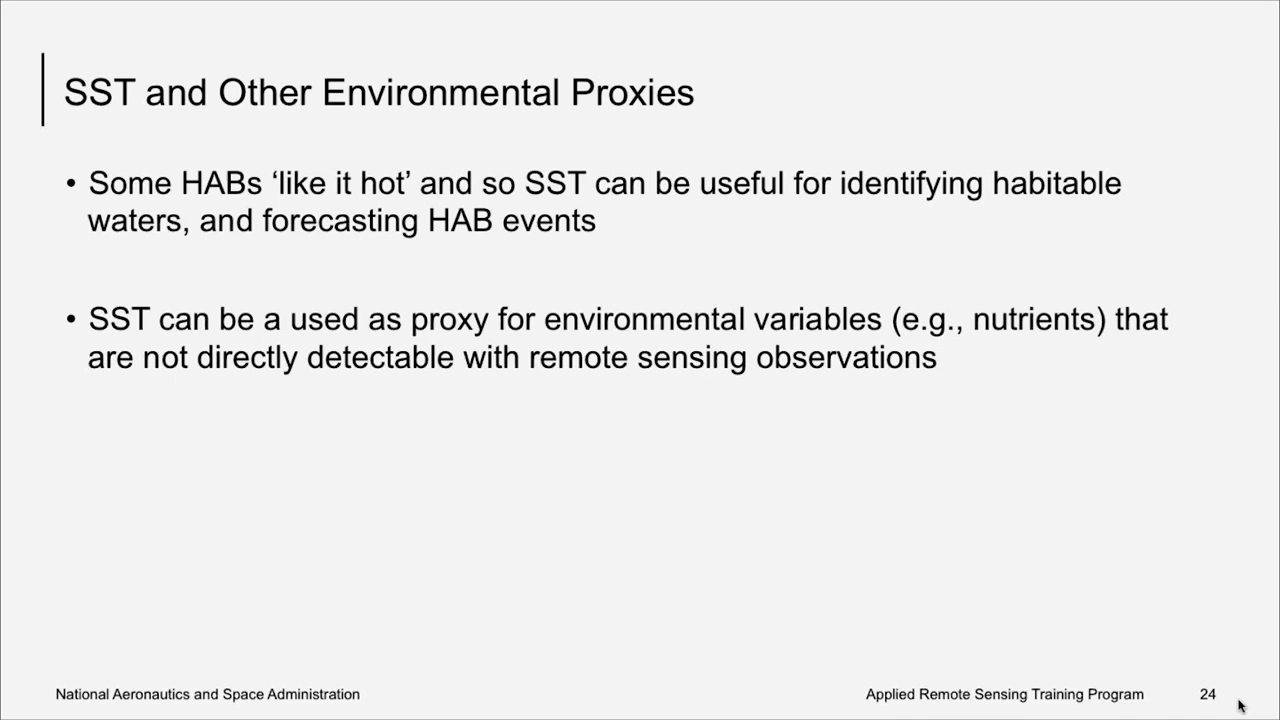 SST and Other Environmental Proxies
• Some HABs ‘like it hot’ and so SST can be useful for identifying habitable
waters, and forecasting HAB events
• SST can be a used as proxy for environmental variables (e.g., nutrients) that
are not directly detectable with remote sensing observations
National Aeronautics and Space Administration
Applied Remote Sensing Training Program
24